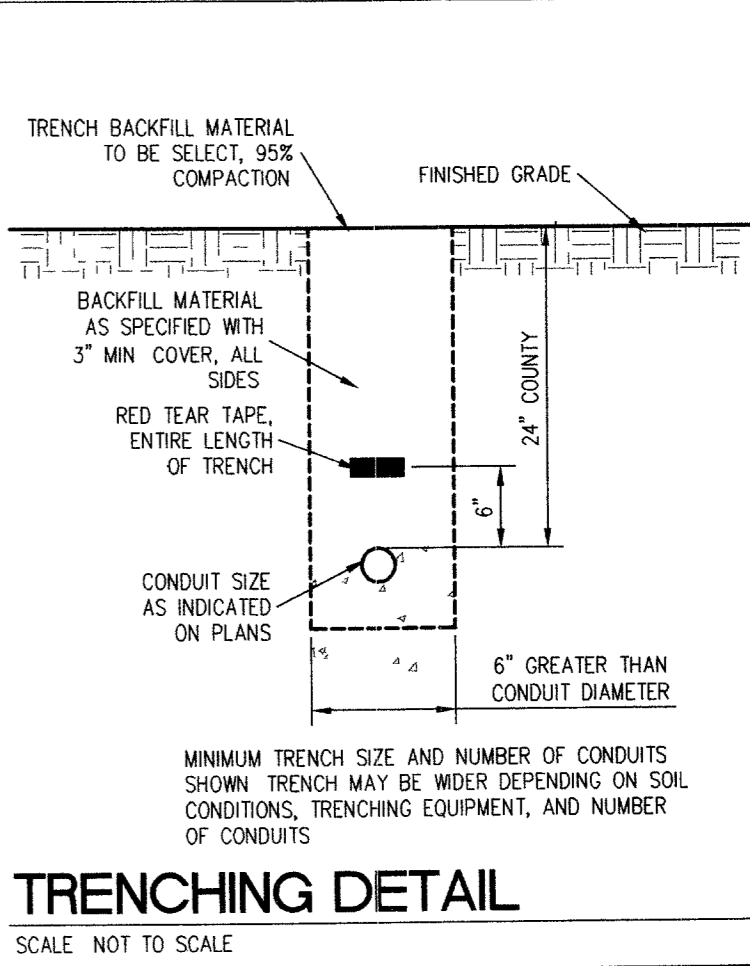 TRENCH BACKFILL MATERIAL
TO BE SELECT, 95%
COMPACTION
FINISHED GRADE
BACKFILL MATERIAL
AS SPECIFIED WITH
3" MIN COVER, ALL
SIDES
24" COUNTY
RED TEAR TAPE,
ENTIRE LENGTH
OF TRENCH
6"
CONDUIT SIZE
AS INDICATED
ON PLANS
6" GREATER THAN
CONDUIT DIAMETER
MINIMUM TRENCH SIZE AND NUMBER OF CONDUITS
SHOWN TRENCH MAY BE WIDER DEPENDING ON SOIL
CONDITIONS, TRENCHING EQUIPMENT, AND NUMBER
OF CONDUITS
TRENCHING DETAIL
SCALE NOT TO SCALE